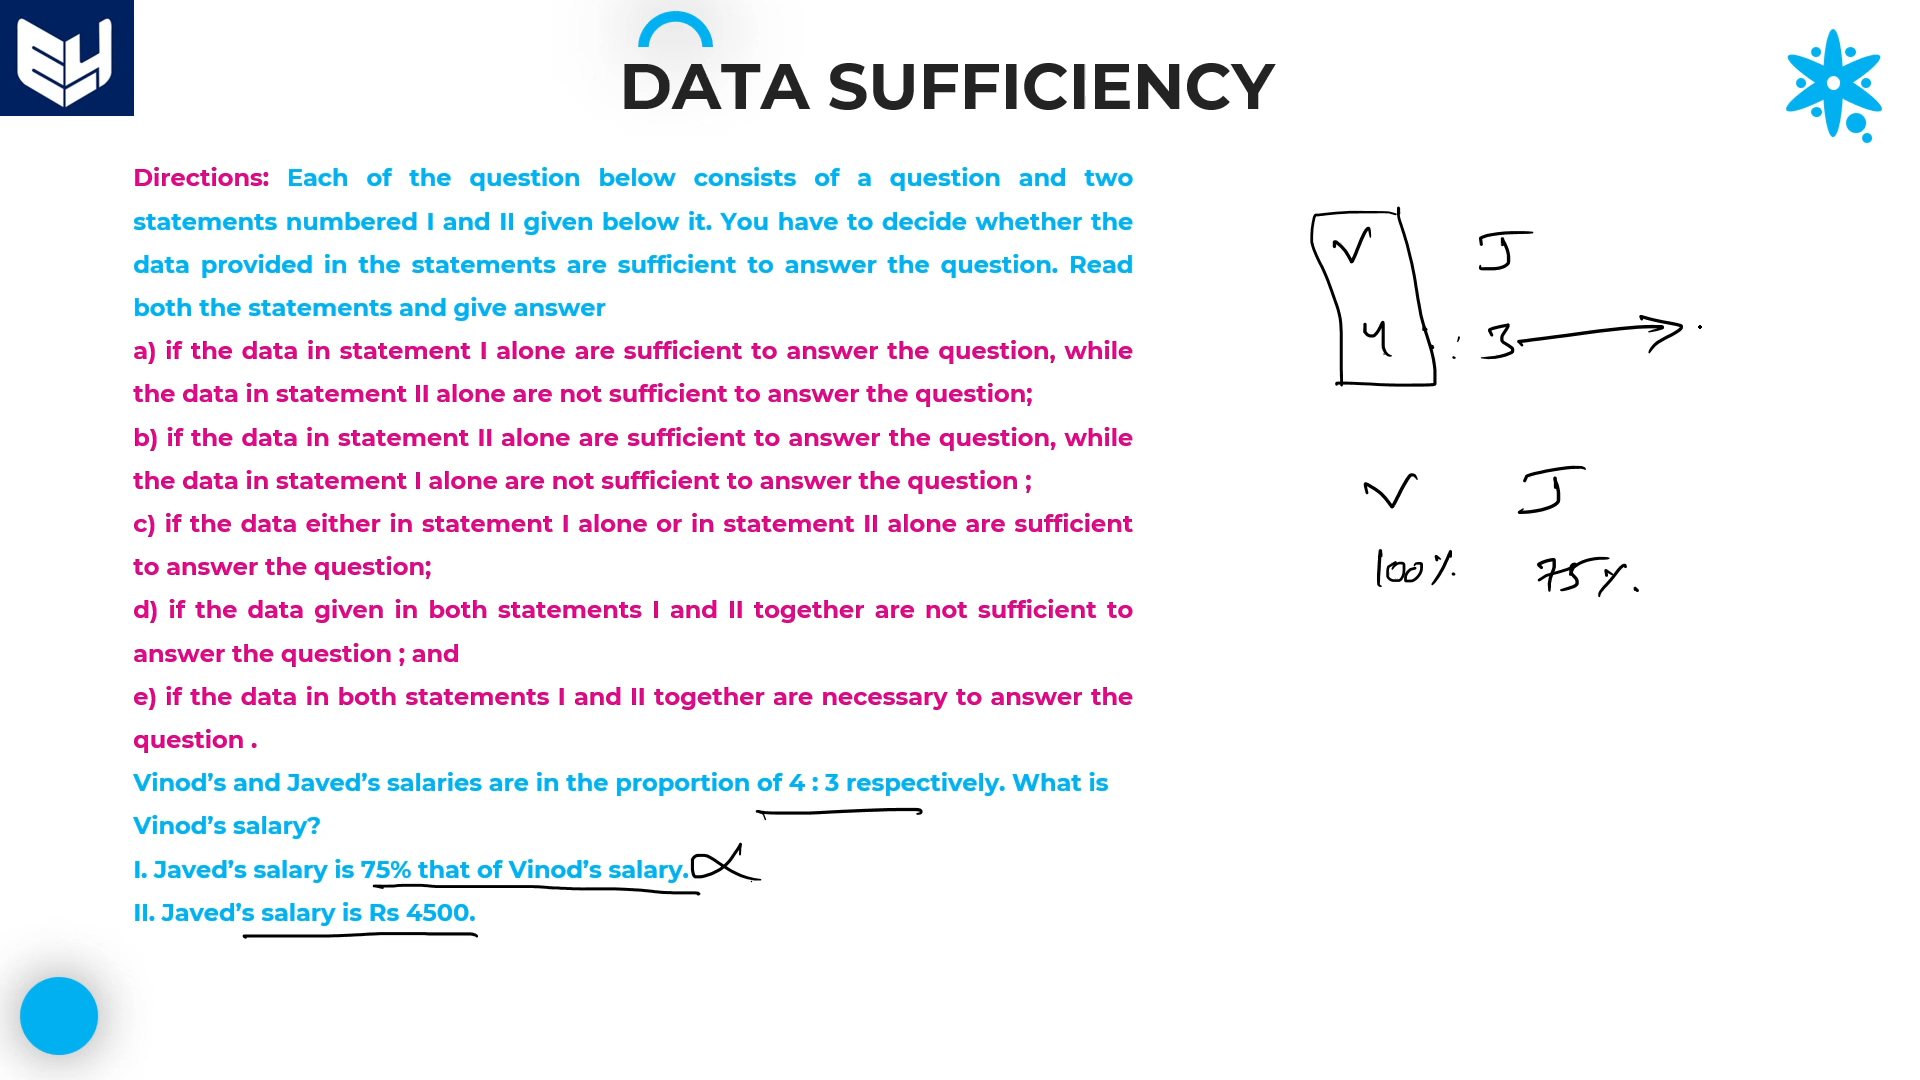 DATA SUFFICIENCY
Directions: Each of the question below consists of a question and two
statements numbered I and II given below it. You have to decide whether the
data provided in the statements are sufficient to answer the question. Read
both the statements and give answer
a) if the data in statement I alone are sufficient to answer the question, while
the data in statement II alone are not sufficient to answer the question;
b) if the data in statement II alone are sufficient to answer the question, while
the data in statement I alone are not sufficient to answer the question ;
c) if the data either in statement I alone or in statement II alone are sufficient
to answer the question;
d) if the data given in both statements I and II together are not sufficient to
answer the question ; and
e) if the data in both statements I and II together are necessary to answer the
question .
Vinod’s and Javed’s salaries are in the proportion of 4 : 3 respectively. What is
Vinod’s salary?
I. Javed’s salary is 75% that of Vinod’s salary.
II. Javed’s salary is Rs 4500.
V J
4 : 3
V J
100% 75%